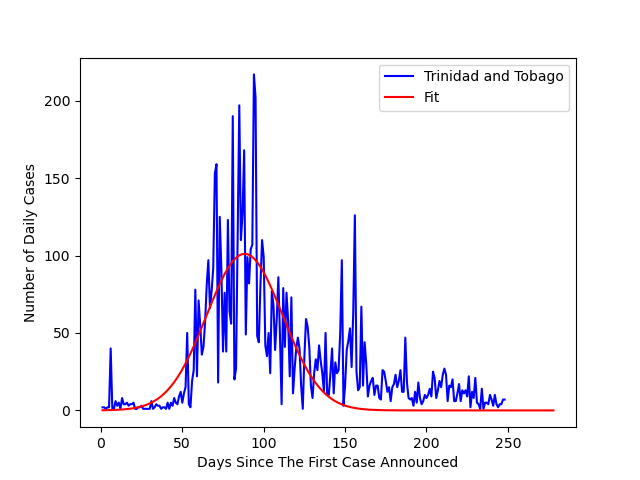 Trinidad and Tobago
Fit
200
150
100
50
0
Number of Daily Cases
0
50
100
150
200
250
Days Since The First Case Announced